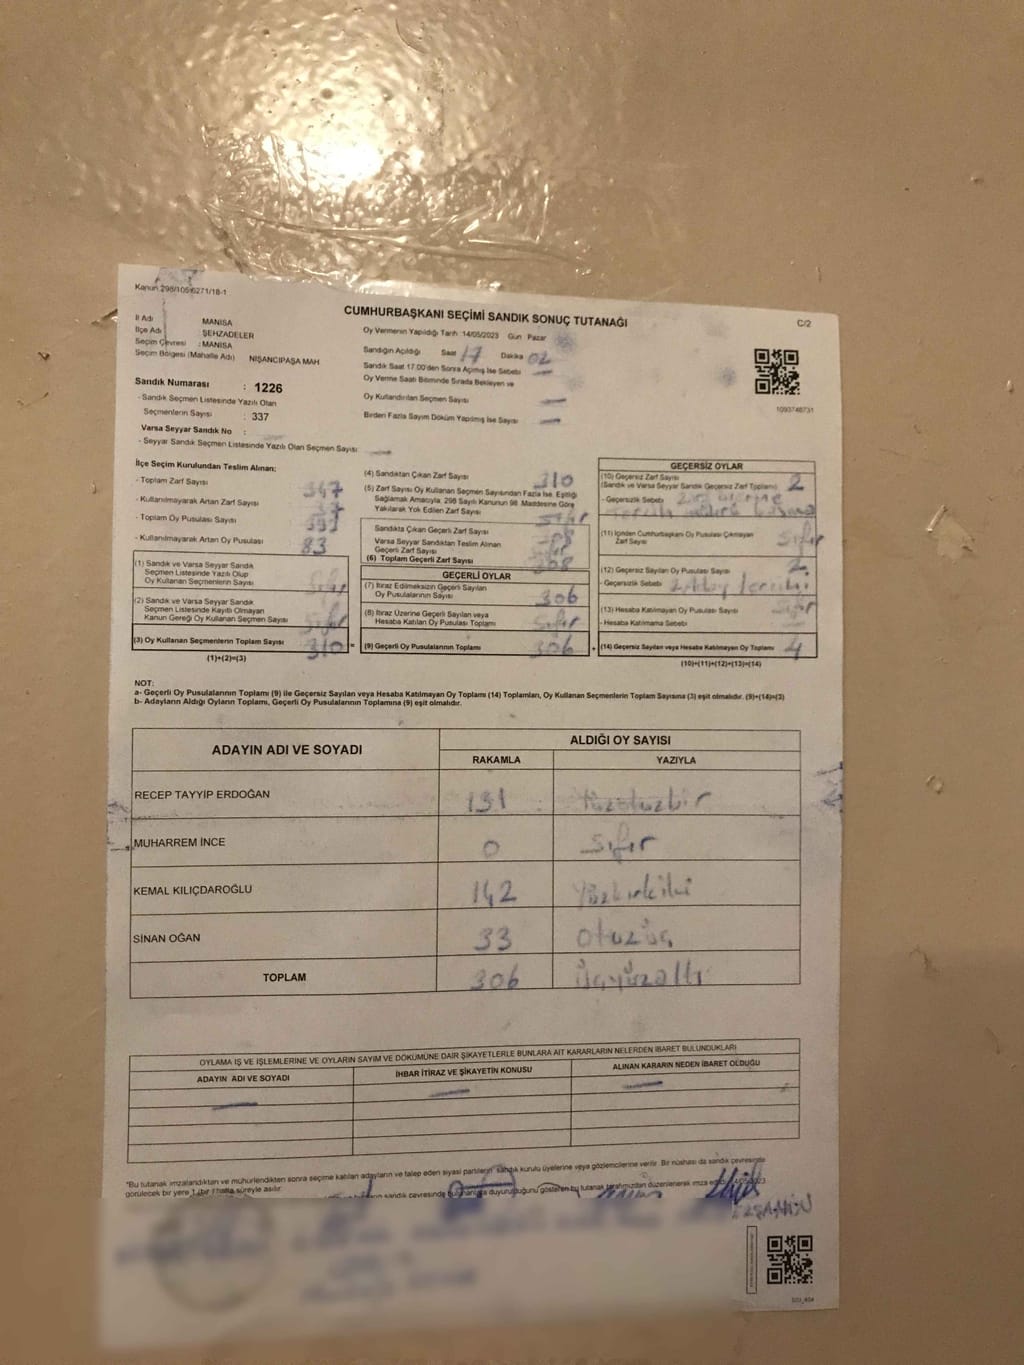 Kanun 298/105/6271/18-1
CUMHURBAŞKANI SEÇİMİ SANDIK SONUÇ TUTANAĞI
C/2
İl Adı MANİSA
İlçe Adı ŞEHZADELER
Seçim Çevresi : MANİSA
Seçim Bölgesi (Mahalle Adı) NİŞANCIPAŞA MAH
Oy Vermenin Yapıldığı Tarih 14/05/2023 Gün Pazar
Sandığın Açıldığı Saat 17 Dakika 02
Sandık Saat 17.00'den Sonra Açılmış İse Sebebi
Oy Verme Saati Bitiminde Sırada Bekleyen ve
Oy Kullandırılan Seçmen Sayısı
Birden Fazla Sayım Döküm Yapılmış İse Sayısı
1093748731
Sandık Numarası : 1226
- Sandık Seçmen Listesinde Yazılı Olan
Seçmenlerin Sayısı : 337
Varsa Seyyar Sandık No :
- Seyyar Sandık Seçmen Listesinde Yazılı Olan Seçmen Sayısı
İlçe Seçim Kurulundan Teslim Alınan:
- Toplam Zarf Sayısı 347
- Kullanılmayarak Artan Zarf Sayısı 37
- Toplam Oy Pusulası Sayısı
- Kullanılmayarak Artan Oy Pusulası 83
(1) Sandık ve Varsa Seyyar Sandık
Seçmen Listesinde Yazılı Olup
Oy Kullanan Seçmenlerin Sayısı
(2) Sandık ve Varsa Seyyar Sandık
Seçmen Listesinde Kayıtlı Olmayan
Kanun Gereği Oy Kullanan Seçmen Sayısı Sıfır
(3) Oy Kullanan Seçmenlerin Toplam Sayısı 310 =
(1)+(2)=(3)
(4) Sandıktan Çıkan Zarf Sayısı 310
(5) Zarf Sayısı Oy Kullanan Seçmen Sayısından Fazla İse, Eşitliği
Sağlamak Amacıyla, 298 Sayılı Kanunun 98. Maddesine Göre
Yakılarak Yok Edilen Zarf Sayısı Sıfır
Sandıkta Çıkan Geçerli Zarf Sayısı 308
Varsa Seyyar Sandıktan Teslim Alınan
Geçerli Zarf Sayısı Sıfır
(6) Toplam Geçerli Zarf Sayısı 308
GEÇERLİ OYLAR
(7) İtiraz Edilmeksizin Geçerli Sayılan
Oy Pusulalarının Sayısı 306
(8) İtiraz Üzerine Geçerli Sayılan veya
Hesaba Katılan Oy Pusulası Toplamı Sıfır
(9) Geçerli Oy Pusulalarının Toplamı 306 +
GEÇERSİZ OYLAR
(10) Geçersiz Zarf Sayısı
(Sandık ve Varsa Seyyar Sandık Geçersiz Zarf Toplamı) 2
- Geçersizlik Sebebi zarf üzerine
Tercih mührü basma
(11) İçinden Cumhurbaşkanı Oy Pusulası Çıkmayan
Zarf Sayısı Sıfır
(12) Geçersiz Sayılan Oy Pusulası Sayısı 2
- Geçersizlik Sebebi 2 Aday tercihi
(13) Hesaba Katılmayan Oy Pusulası Sayısı Sıfır
- Hesaba Katılmama Sebebi
(14) Geçersiz Sayılan veya Hesaba Katılmayan Oy Toplamı 4
(10)+(11)+(12)+(13)=(14)
NOT:
a- Geçerli Oy Pusulalarının Toplamı (9) ile Geçersiz Sayılan veya Hesaba Katılmayan Oy Toplamı (14) Toplamları, Oy Kullanan Seçmenlerin Toplam Sayısına (3) eşit olmalıdır. (9)+(14)=(3)
b- Adayların Aldığı Oyların Toplamı, Geçerli Oy Pusulalarının Toplamına (9) eşit olmalıdır.
ADAYIN ADI VE SOYADI
ALDIĞI OY SAYISI
RAKAMLA YAZIYLA
RECEP TAYYİP ERDOĞAN 131 Yüzotuzbir
MUHARREM İNCE 0 Sıfır
KEMAL KILIÇDAROĞLU 142 Yüzkırkiki
SİNAN OĞAN 33 Otuzüç
TOPLAM 306 Üçyüzaltı
OYLAMA İŞ VE İŞLEMLERİNE VE OYLARIN SAYIM VE DÖKÜMÜNE DAİR ŞİKAYETLERLE BUNLARA AİT KARARLARIN NELERDEN İBARET BULUNDUKLARI
ADAYIN ADI VE SOYADI İHBAR İTİRAZ VE ŞİKAYETİN KONUSU ALINAN KARARIN NEDEN İBARET OLDUĞU
*Bu tutanak imzalandıktan ve mühürlendikten sonra seçime katılan adayların ve talep eden siyasi partilerin sandık kurulu üyelerine veya gözlemcilerine verilir. Bir nüshası da sandık çevresinde
görülecek bir yere 1 (bir) hafta süreyle asılır.
sandık çevresinde duyurulduğunu gösteren bu tutanak tarafımızdan düzenlenerek imza